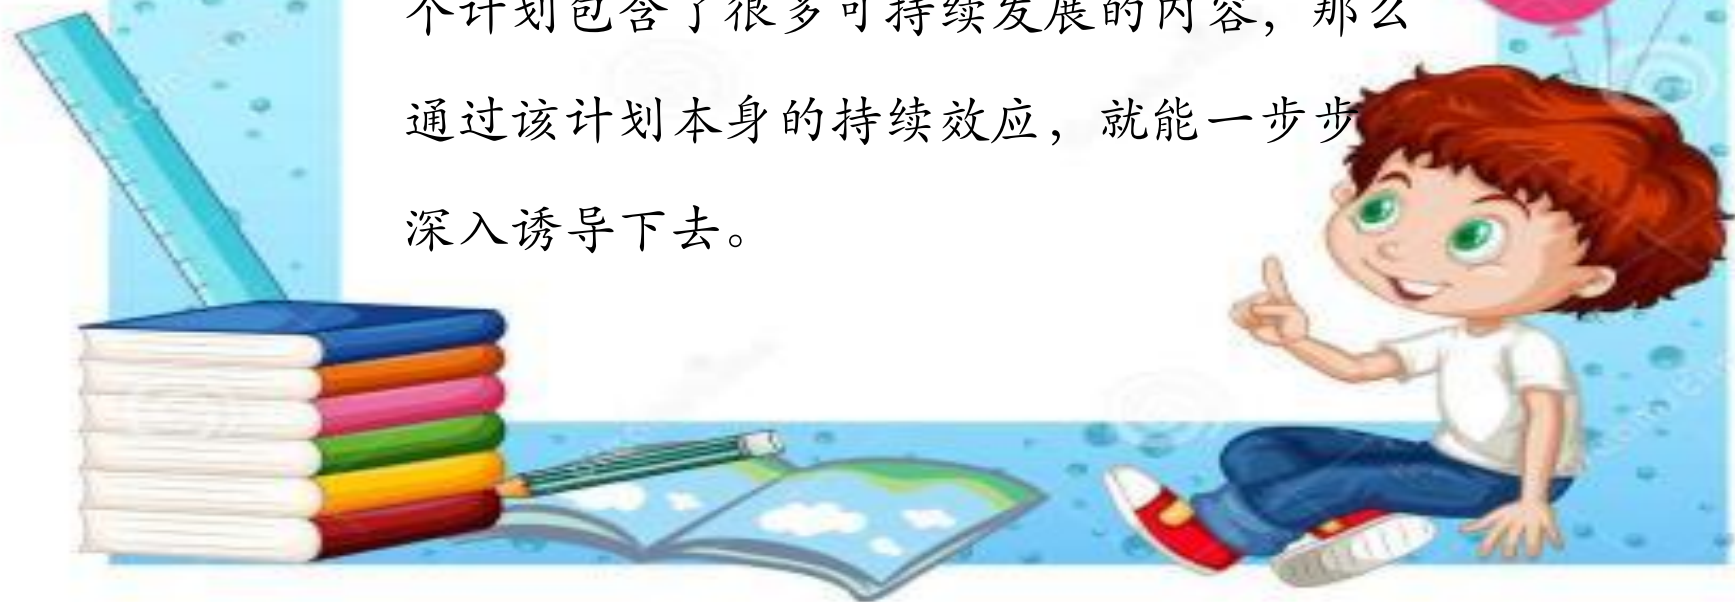 个计划包含了很多可持续发展的内容，那么
通过该计划本身的持续效应，就能一步步
深入诱导下去。